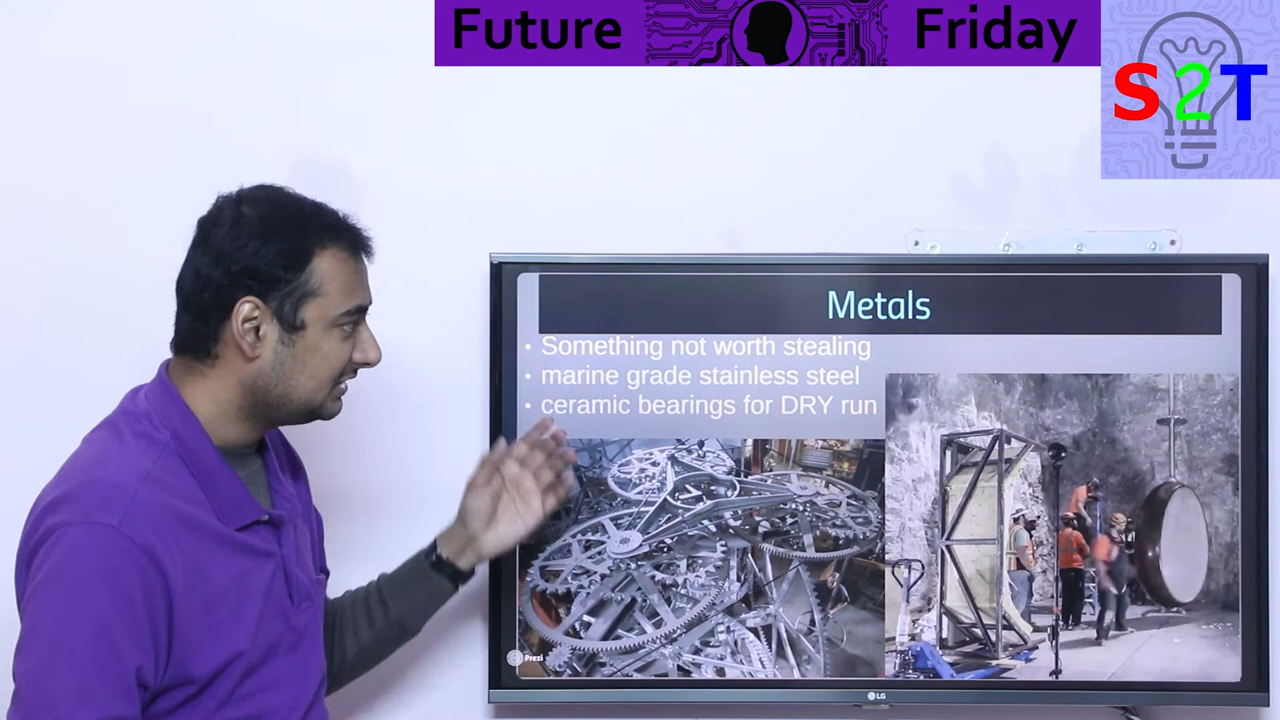 Future Friday
S2T
Metals
• Something not worth stealing
• marine grade stainless steel
• ceramic bearings for DRY run
Prezi
LG